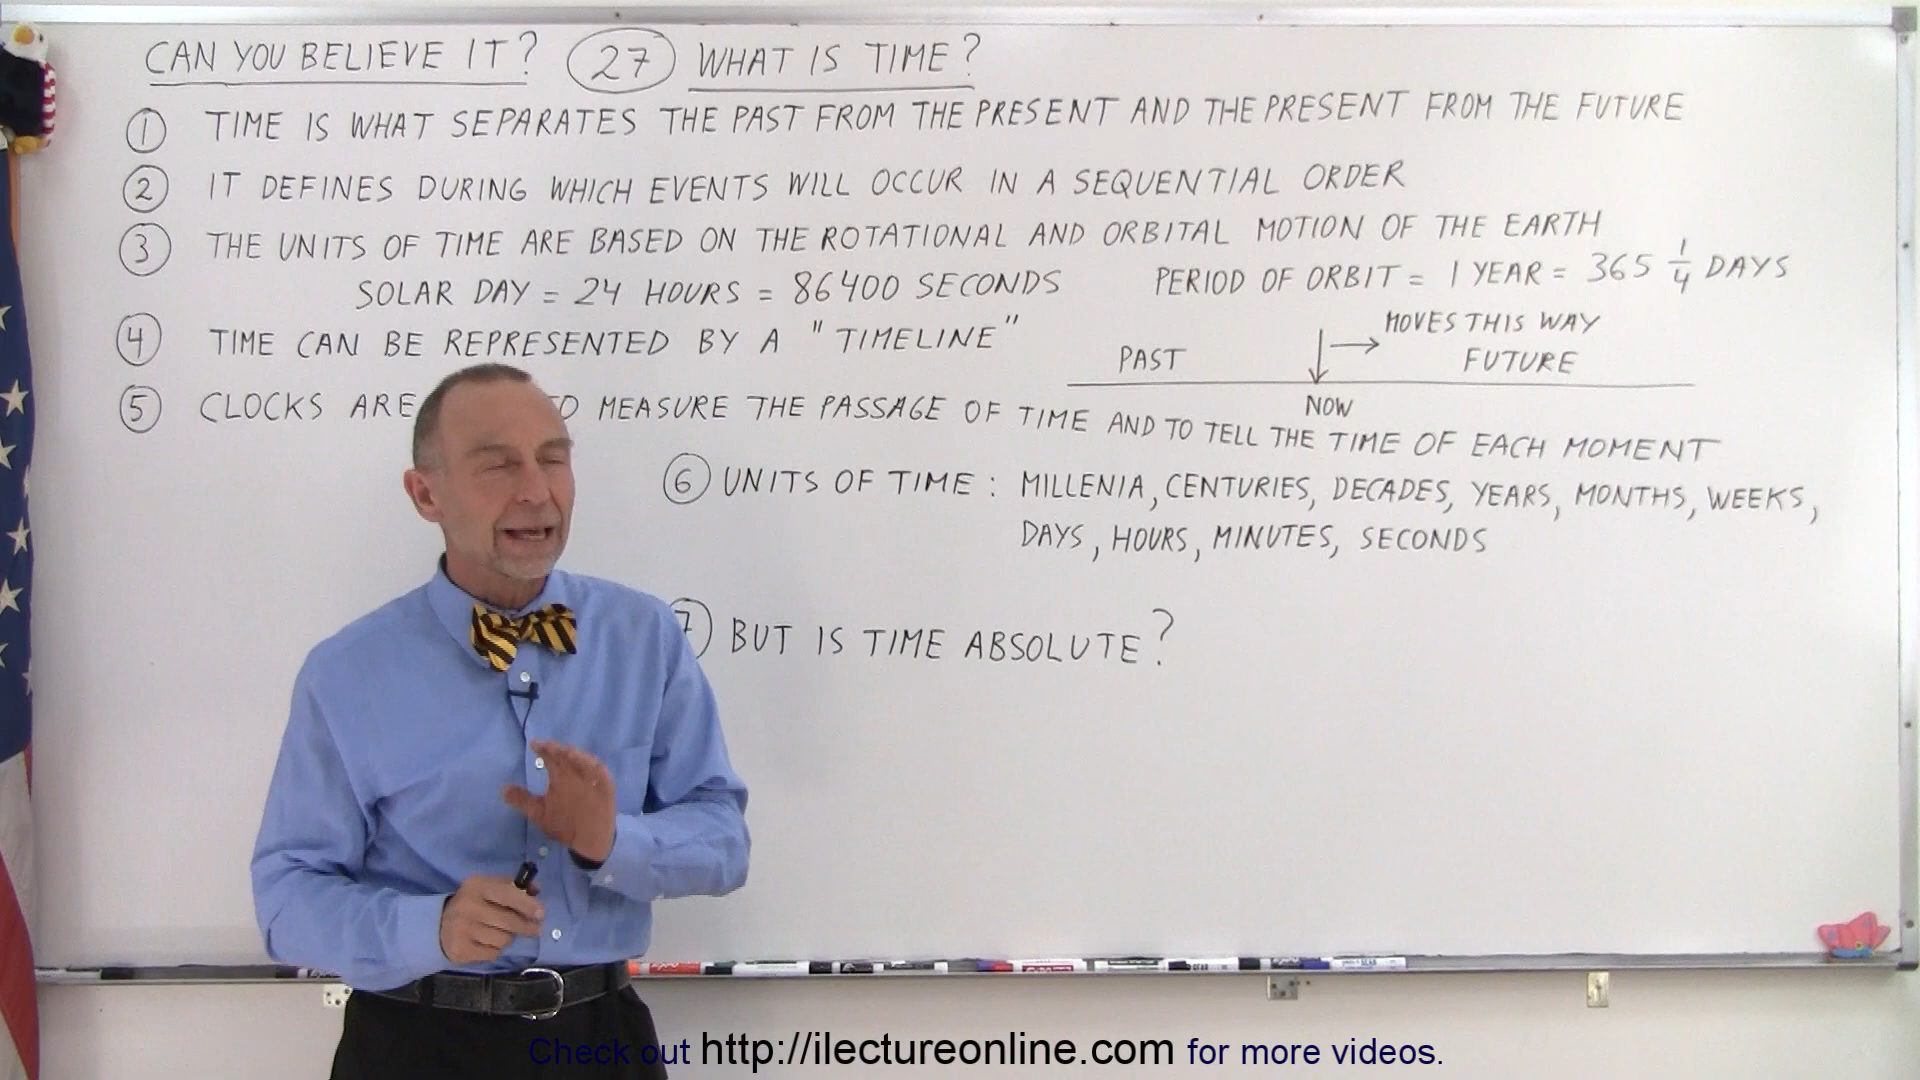 CAN YOU BELIEVE IT? 27 WHAT IS TIME?
1 TIME IS WHAT SEPARATES THE PAST FROM THE PRESENT AND THE PRESENT FROM THE FUTURE
2 IT DEFINES DURING WHICH EVENTS WILL OCCUR IN A SEQUENTIAL ORDER
3 THE UNITS OF TIME ARE BASED ON THE ROTATIONAL AND ORBITAL MOTION OF THE EARTH
SOLAR DAY = 24 HOURS = 86400 SECONDS PERIOD OF ORBIT = 1 YEAR = 365 1/4 DAYS
4 TIME CAN BE REPRESENTED BY A "TIMELINE"
MOVES THIS WAY
PAST FUTURE
NOW
5 CLOCKS ARE TO MEASURE THE PASSAGE OF TIME AND TO TELL THE TIME OF EACH MOMENT
6 UNITS OF TIME: MILLENIA, CENTURIES, DECADES, YEARS, MONTHS, WEEKS,
DAYS, HOURS, MINUTES, SECONDS
7 BUT IS TIME ABSOLUTE?
Check out http://ilectureonline.com for more videos.